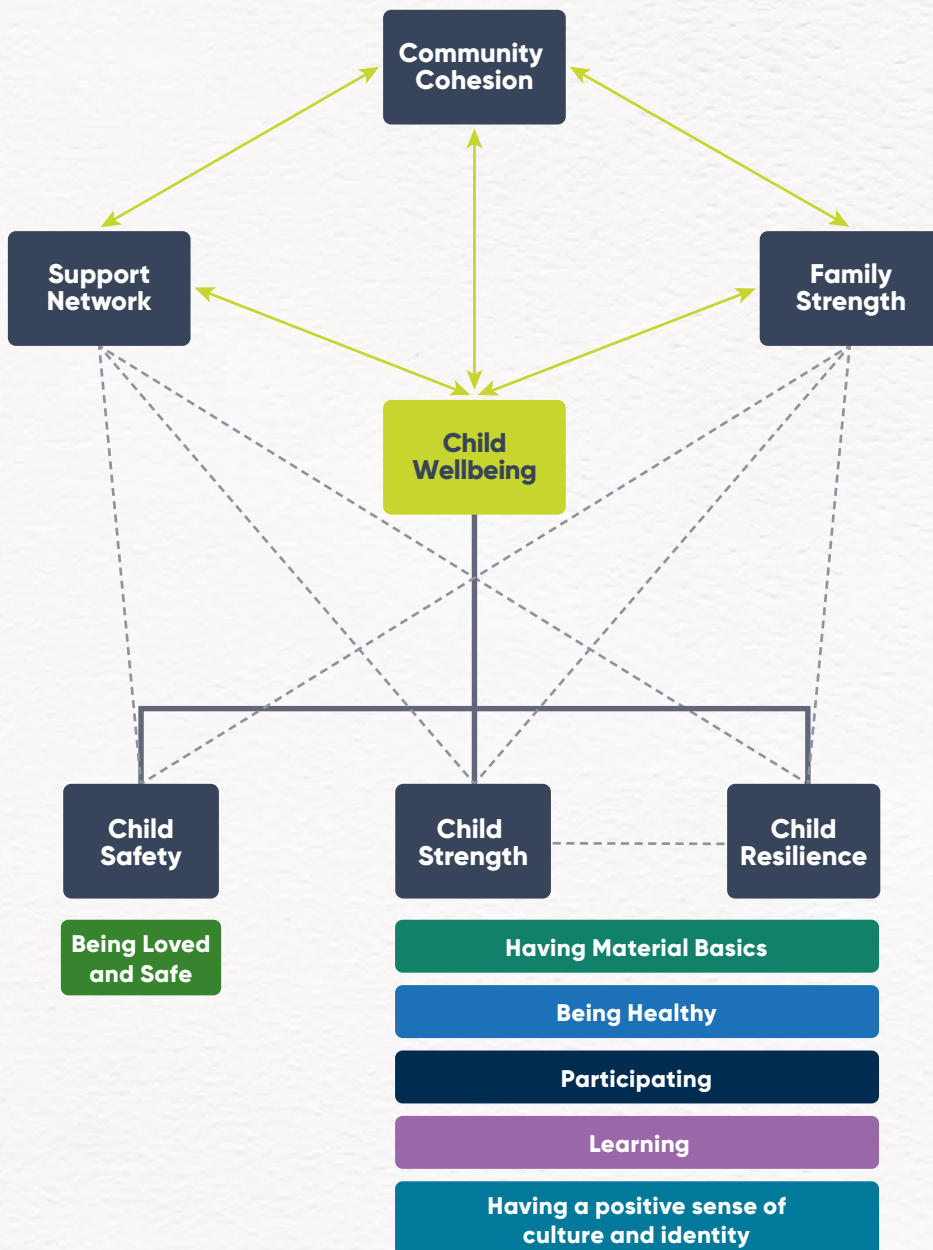 Community
Cohesion
Support
Network
Family
Strength
Child
Wellbeing
Child
Safety
Child
Strength
Child
Resilience
Being Loved
and Safe
Having Material Basics
Being Healthy
Participating
Learning
Having a positive sense of
culture and identity